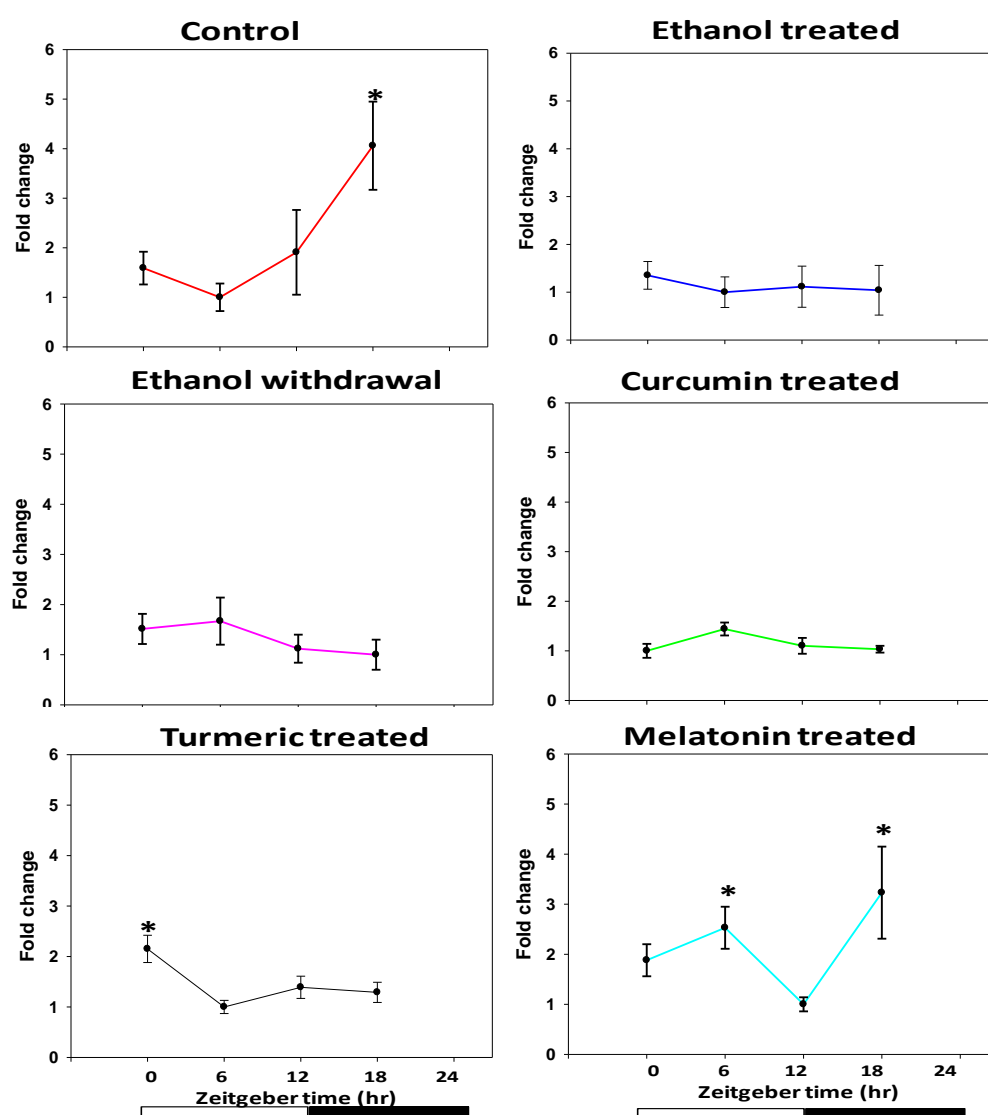 Control
6
5
4
3
2
1
0
Fold change
*
Ethanol treated
6
5
4
3
2
1
0
Fold change
Ethanol withdrawal
6
5
4
3
2
1
0
Fold change
Curcumin treated
6
5
4
3
2
1
0
Fold change
Turmeric treated
6
5
4
3
2
1
0
Fold change
*
0 6 12 18 24
Zeitgeber time (hr)
Melatonin treated
6
5
4
3
2
1
0
Fold change
*
*
0 6 12 18 24
Zeitgeber time (hr)